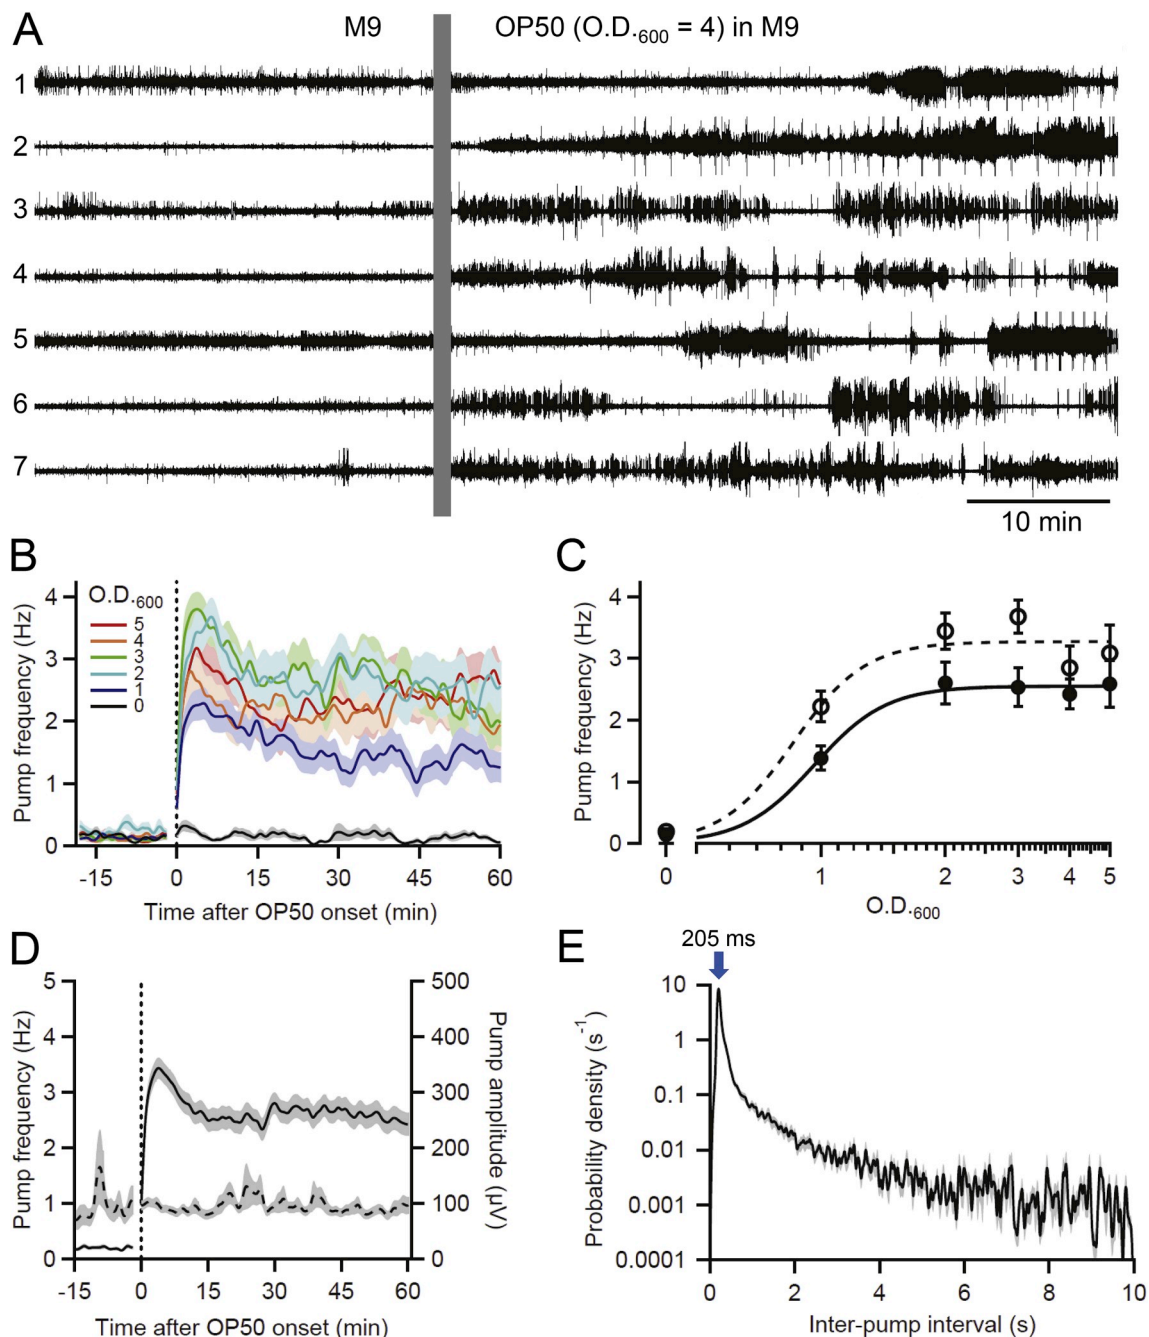 A
M9
OP50 (O.D.600 = 4) in M9
1
2
3
4
5
6
7
10 min
B
Pump frequency (Hz)
4
3
2
1
0
O.D.600
5
4
3
2
1
0
-15 0 15 30 45 60
Time after OP50 onset (min)
C
Pump frequency (Hz)
4
3
2
1
0
0 1 2 3 4 5
O.D.600
D
Pump frequency (Hz)
5
4
3
2
1
0
500
400
300
200
100
0
Pump amplitude (µV)
-15 0 15 30 45 60
Time after OP50 onset (min)
E
205 ms
Probability density (s-1)
10
1
0.1
0.01
0.001
0.0001
0 2 4 6 8 10
Inter-pump interval (s)